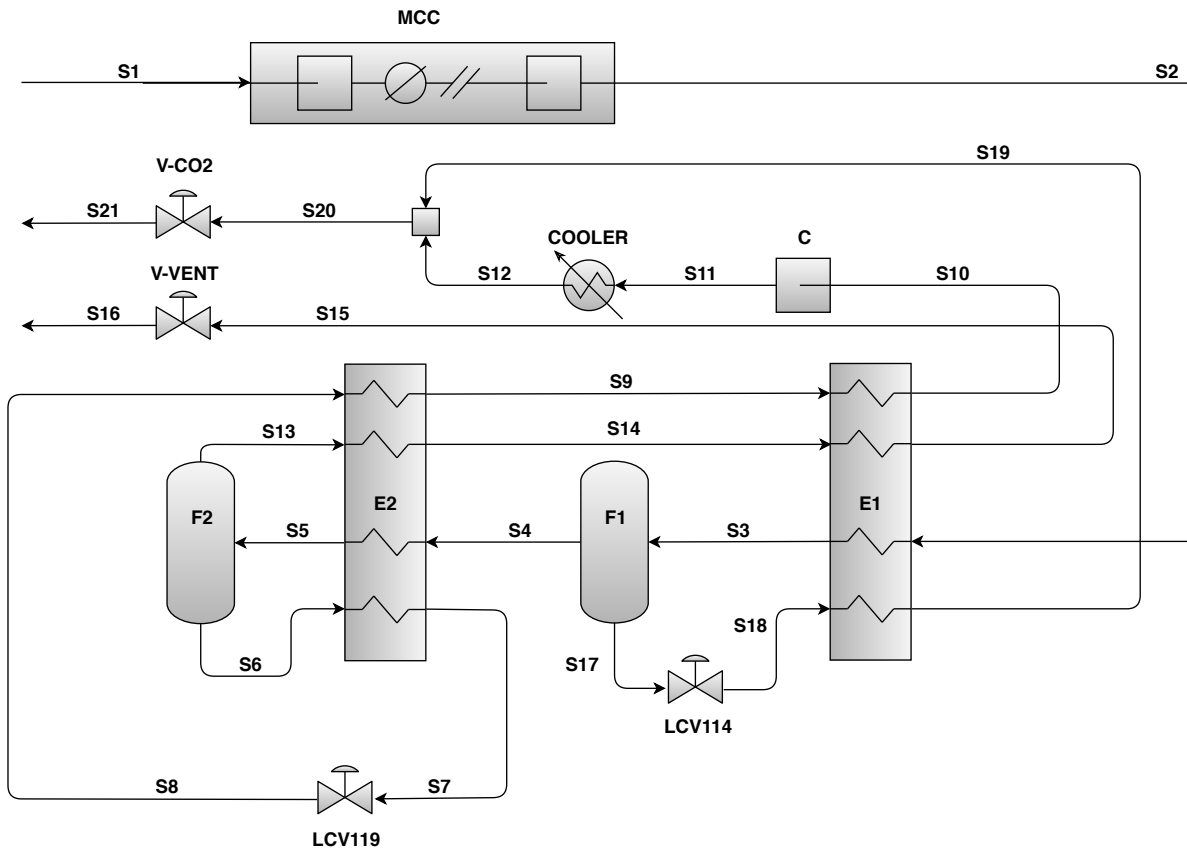 MCC
S1
S2
V-CO2
S19
S21
S20
COOLER
C
S12
S11
S10
V-VENT
S16
S15
S9
S13
S14
F2
E2
F1
E1
S5
S4
S3
S6
S17
S18
LCV114
S8
S7
LCV119